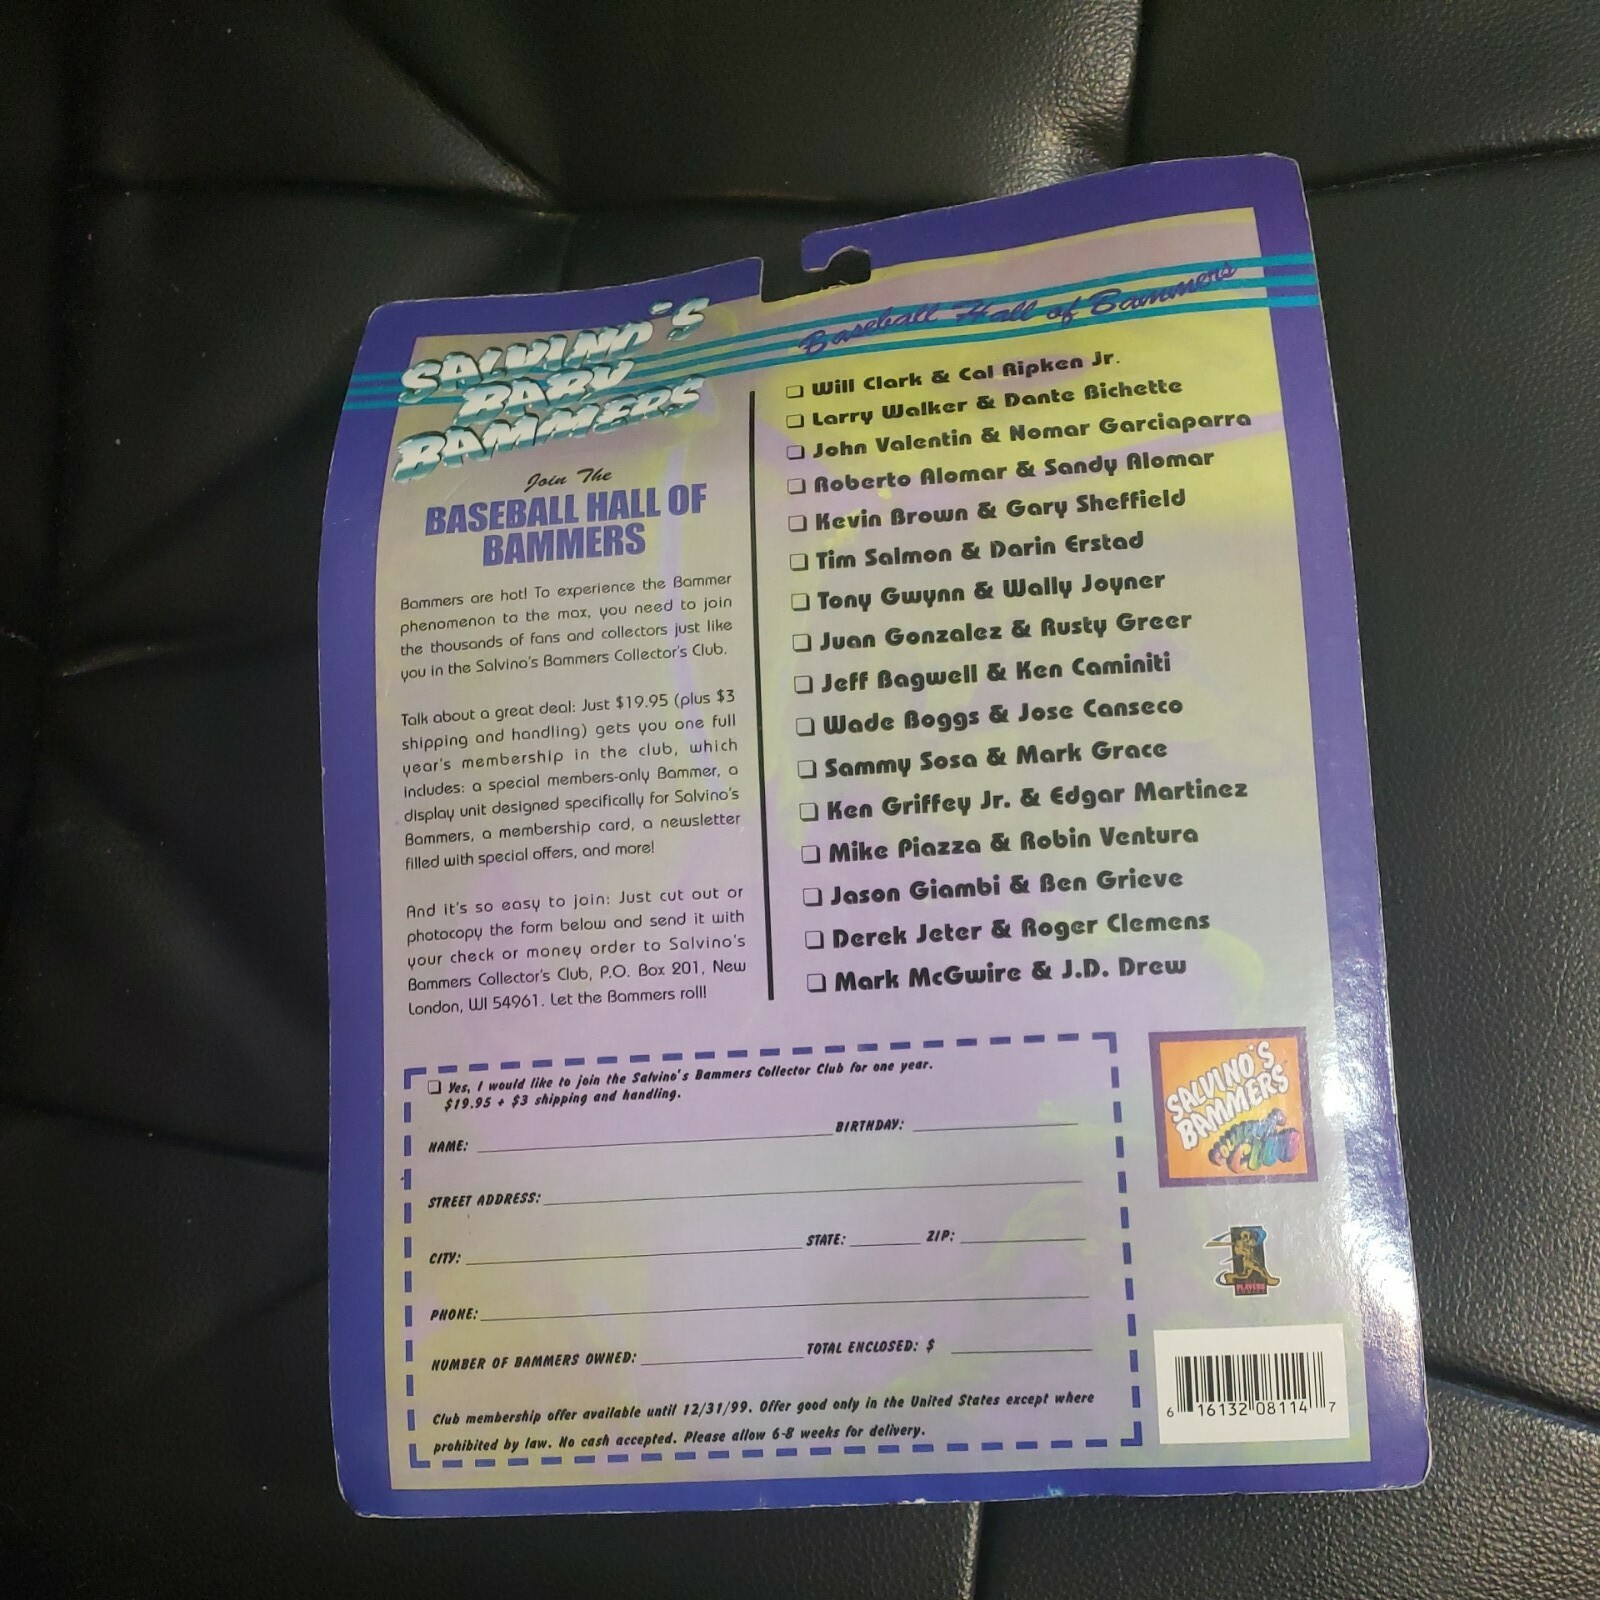 SALVINO'S
BABY
BAMMERS
Join The
BASEBALL HALL OF
BAMMERS
Bammers are hot! To experience the Bammer
phenomenon to the max, you need to join
the thousands of fans and collectors just like
you in the Salvino's Bammers Collector's Club.
Talk about a great deal: Just $19.95 (plus $3
shipping and handling) gets you one full
year's membership in the club, which
includes: a special members-only Bammer, a
display unit designed specifically for Salvino's
Bammers, a membership card, a newsletter
filled with special offers, and more!
And it's so easy to join: Just cut out or
photocopy the form below and send it with
your check or money order to Salvino's
Bammers Collector's Club, P.O. Box 201, New
London, WI 54961. Let the Bammers roll!
Baseball Hall of Bammers
Will Clark & Cal Ripken Jr.
Larry Walker & Dante Bichette
John Valentin & Nomar Garciaparra
Roberto Alomar & Sandy Alomar
Kevin Brown & Gary Sheffield
Tim Salmon & Darin Erstad
Tony Gwynn & Wally Joyner
Juan Gonzalez & Rusty Greer
Jeff Bagwell & Ken Caminiti
Wade Boggs & Jose Canseco
Sammy Sosa & Mark Grace
Ken Griffey Jr. & Edgar Martinez
Mike Piazza & Robin Ventura
Jason Giambi & Ben Grieve
Derek Jeter & Roger Clemens
Mark McGwire & J.D. Drew
Yes, I would like to join the Salvino's Bammers Collector Club for one year.
$19.95 + $3 shipping and handling.
NAME: BIRTHDAY:
STREET ADDRESS:
CITY: STATE: ZIP:
PHONE:
NUMBER OF BAMMERS OWNED: TOTAL ENCLOSED: $
Club membership offer available until 12/31/99. Offer good only in the United States except where
prohibited by law. No cash accepted. Please allow 6-8 weeks for delivery.
SALVINO'S
BAMMERS
COLLECTOR'S
CLUB
PLAYERS
6 16132 08114 7